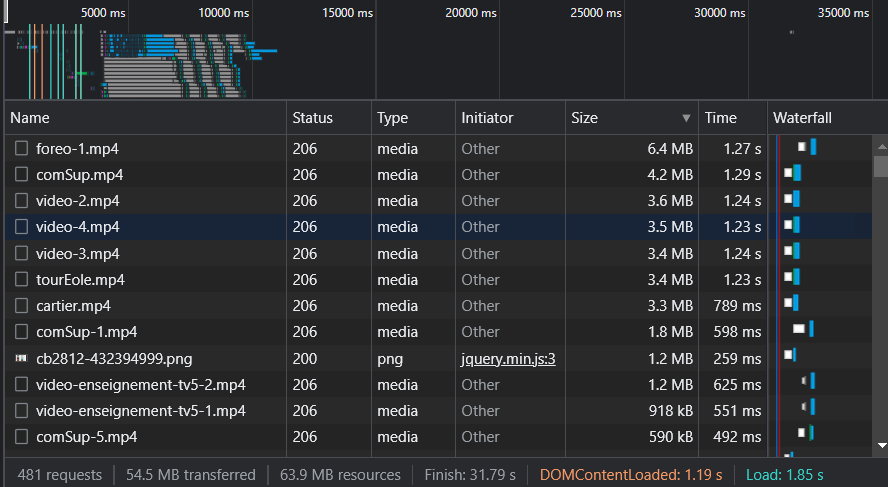 5000 ms 10000 ms 15000 ms 20000 ms 25000 ms 30000 ms 35000 ms
Name Status Type Initiator Size Time Waterfall
foreo-1.mp4 206 media Other 6.4 MB 1.27 s
comSup.mp4 206 media Other 4.2 MB 1.29 s
video-2.mp4 206 media Other 3.6 MB 1.24 s
video-4.mp4 206 media Other 3.5 MB 1.23 s
video-3.mp4 206 media Other 3.4 MB 1.24 s
tourEole.mp4 206 media Other 3.4 MB 1.23 s
cartier.mp4 206 media Other 3.3 MB 789 ms
comSup-1.mp4 206 media Other 1.8 MB 598 ms
cb2812-432394999.png 200 png jquery.min.js:3 1.2 MB 259 ms
video-enseignement-tv5-2.mp4 206 media Other 1.2 MB 625 ms
video-enseignement-tv5-1.mp4 206 media Other 918 kB 551 ms
comSup-5.mp4 206 media Other 590 kB 492 ms
481 requests 54.5 MB transferred 63.9 MB resources Finish: 31.79 s DOMContentLoaded: 1.19 s Load: 1.85 s